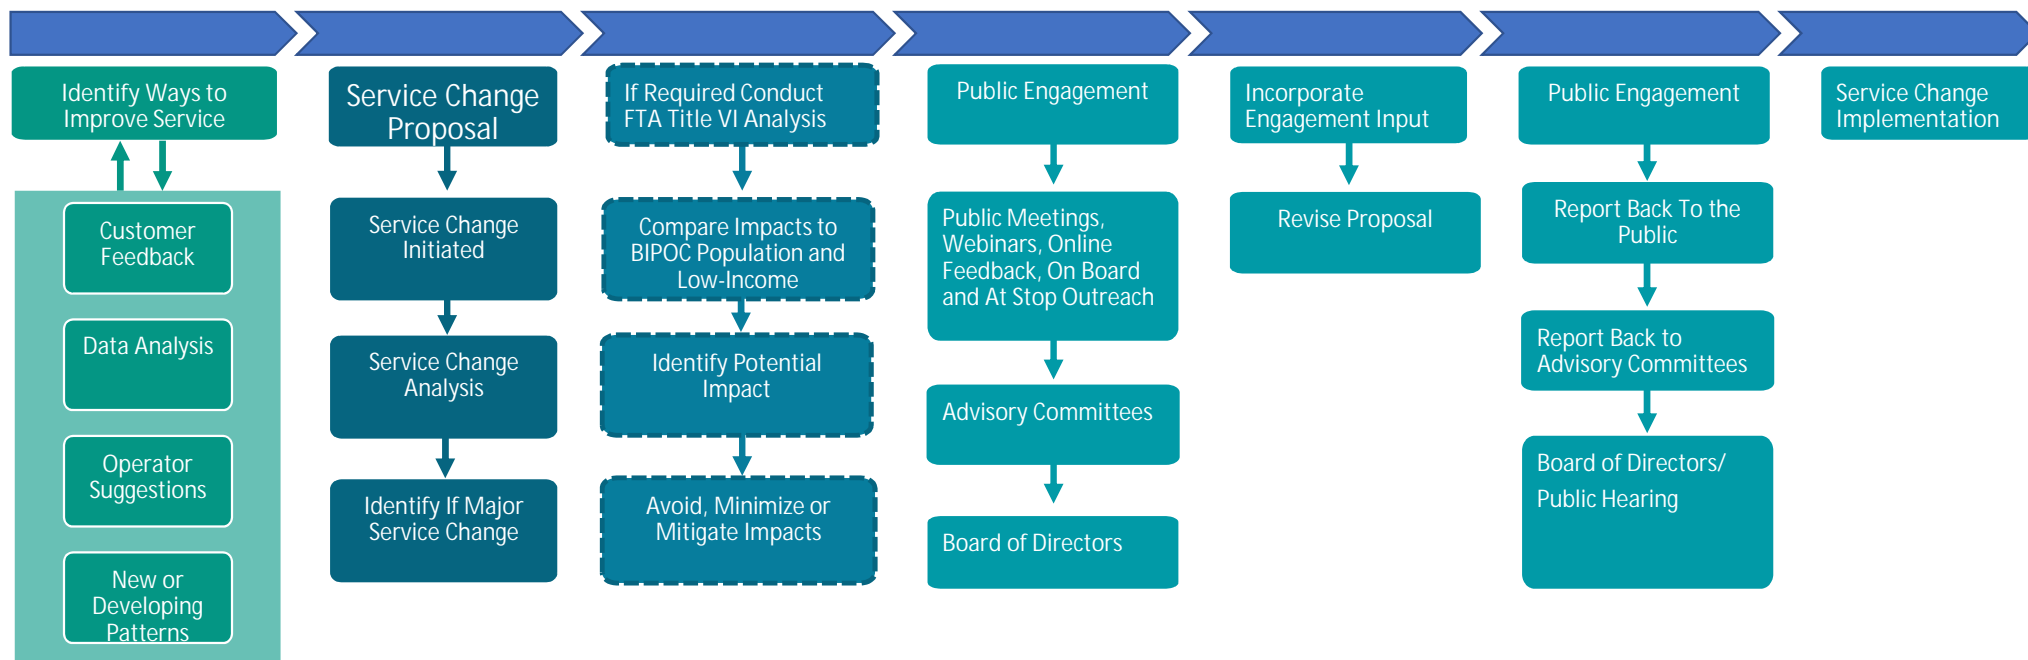 Identify Ways to
Improve Service
Customer
Feedback
Data Analysis
Operator
Suggestions
New or
Developing
Patterns
Service Change
Proposal
Service Change
Initiated
Service Change
Analysis
Identify If Major
Service Change
If Required Conduct
FTA Title VI Analysis
Compare Impacts to
BIPOC Population and
Low-Income
Identify Potential
Impact
Avoid, Minimize or
Mitigate Impacts
Public Engagement
Public Meetings,
Webinars, Online
Feedback, On Board
and At Stop Outreach
Advisory Committees
Board of Directors
Incorporate
Engagement Input
Revise Proposal
Public Engagement
Report Back To the
Public
Report Back to
Advisory Committees
Board of Directors/
Public Hearing
Service Change
Implementation